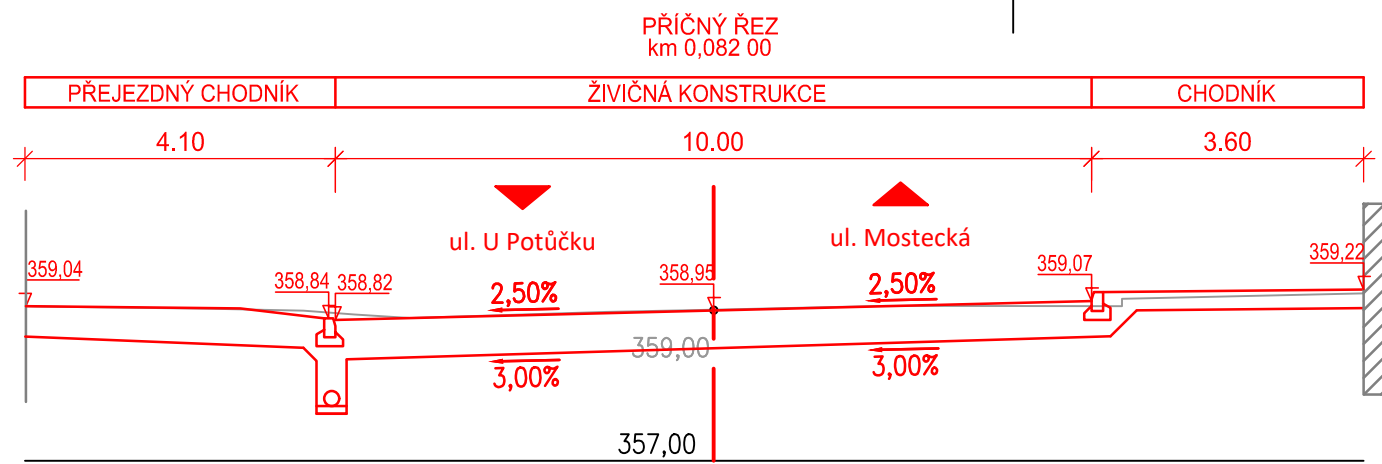 PŘÍČNÝ ŘEZ
km 0,082 00
PŘEJEZDNÝ CHODNÍK ŽIVIČNÁ KONSTRUKCE CHODNÍK
4.10 10.00 3.60
ul. U Potůčku ul. Mostecká
359,04 358,84 358,82 358,95 359,07 359,22
2,50% 2,50%
359,00
3,00% 3,00%
357,00